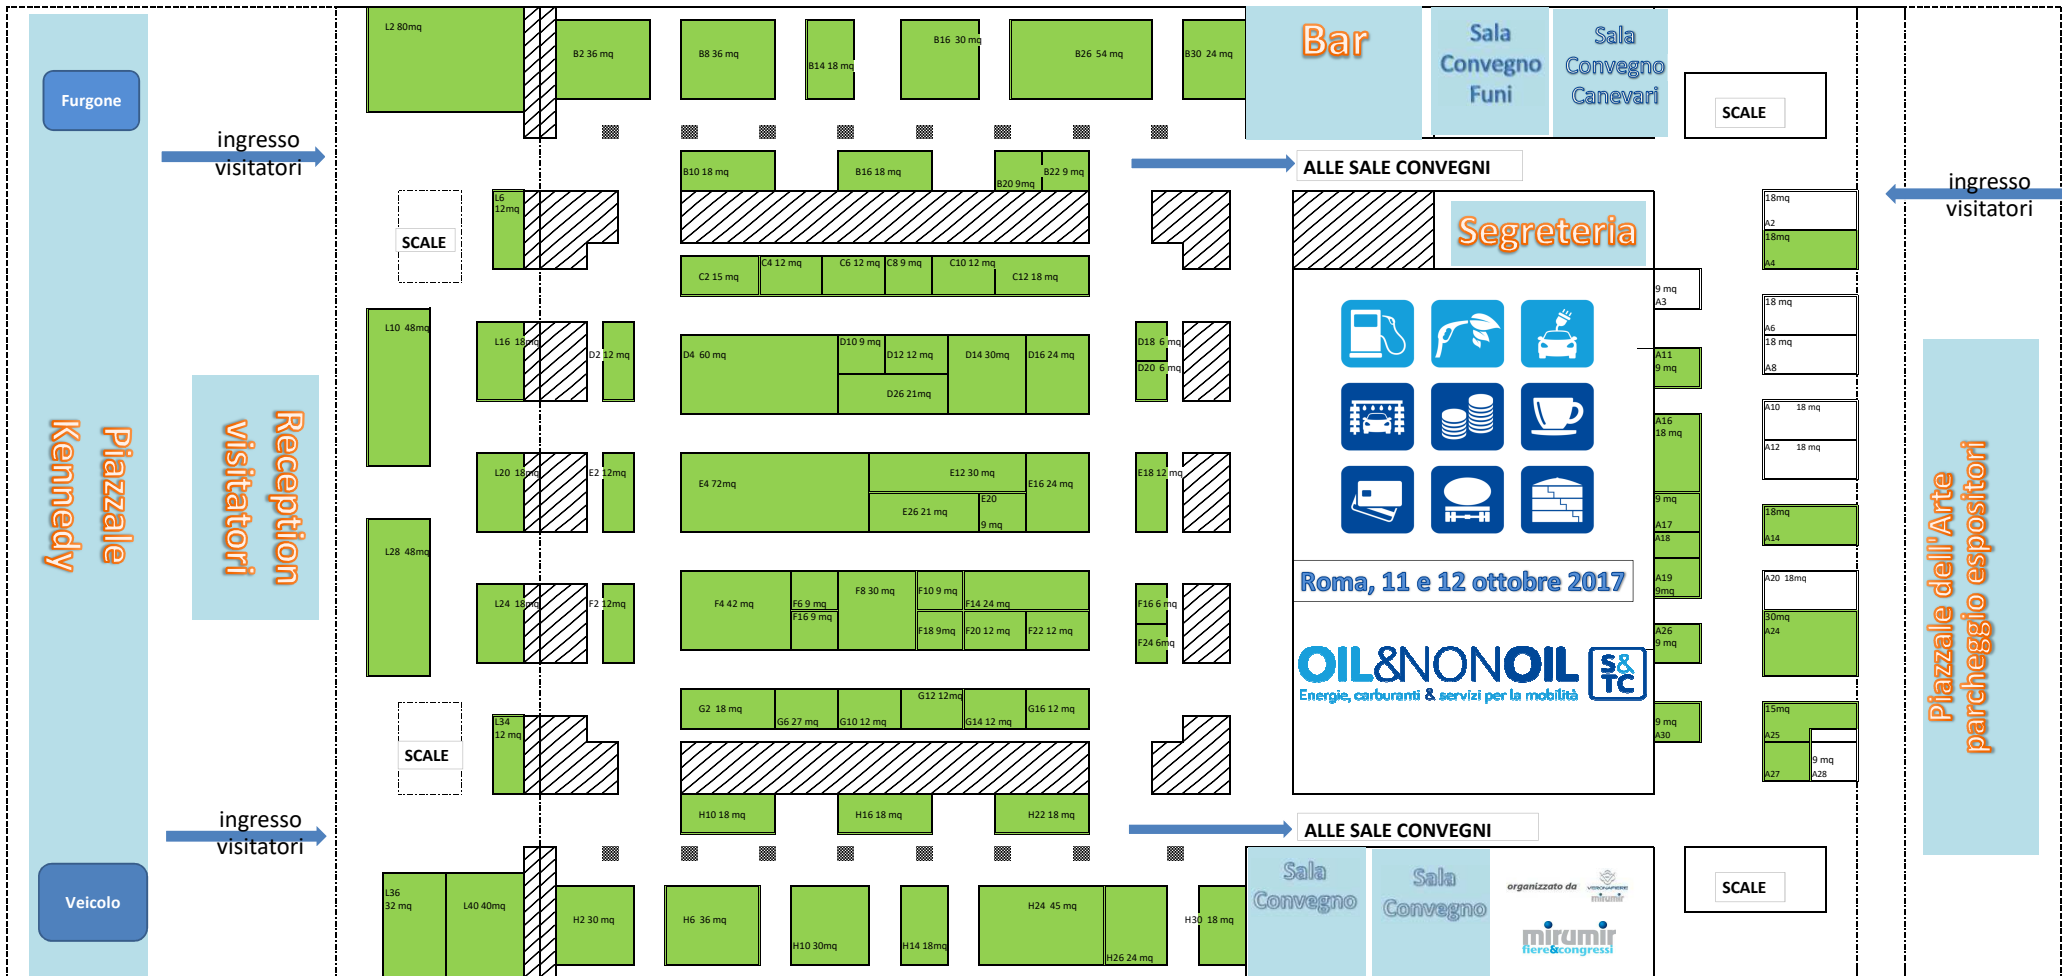 L2 80mq
B2 36 mq
B8 36 mq
B14 18 mq
B16 30 mq
B26 54 mq
B30 24 mq
Bar
Sala
Convegno
Funi
Sala
Convegno
Canevari
SCALE
Furgone
ingresso
visitatori
B10 18 mq
B16 18 mq
B20 9mq
B22 9 mq
ALLE SALE CONVEGNI
ingresso
visitatori
L6
12mq
SCALE
Segreteria
18mq
A2
18mq
A4
C2 15 mq
C4 12 mq
C6 12 mq
C8 9 mq
C10 12 mq
C12 18 mq
9 mq
A3
18 mq
A6
18 mq
A8
L10 48mq
L16 18mq
D2 12 mq
D4 60 mq
D10 9 mq
D12 12 mq
D14 30mq
D16 24 mq
D26 21mq
D18 6 mq
D20 6 mq
A11
9 mq
Piazzale
Kennedy
Reception
visitatori
A10 18 mq
A12 18 mq
A16
18 mq
L20 18mq
E2 12mq
E4 72mq
E12 30 mq
E16 24 mq
E26 21 mq
E20
9 mq
E18 12 mq
9 mq
A17
A18
A19
9mq
18mq
A14
Piazzale dell'Arte
parcheggio espositori
L28 48mq
L24 18mq
F2 12mq
F4 42 mq
F6 9 mq
F16 9 mq
F8 30 mq
F10 9 mq
F14 24 mq
F18 9mq
F20 12 mq
F22 12 mq
F16 6 mq
F24 6mq
Roma, 11 e 12 ottobre 2017
A20 18mq
30mq
A24
A26
9 mq
OIL&NONOIL
S&
TC
Energie, carburanti & servizi per la mobilità
L34
12 mq
SCALE
G2 18 mq
G6 27 mq
G10 12 mq
G12 12mq
G14 12 mq
G16 12 mq
9 mq
A30
15mq
A25
A27
9 mq
A28
ingresso
visitatori
H10 18 mq
H16 18 mq
H22 18 mq
ALLE SALE CONVEGNI
Veicolo
L36
32 mq
L40 40mq
H2 30 mq
H6 36 mq
H10 30mq
H14 18mq
H24 45 mq
H26 24 mq
H30 18 mq
Sala
Convegno
Sala
Convegno
organizzato da
VERONAFIERE
mirumir
mirumir
fiere&congressi
SCALE